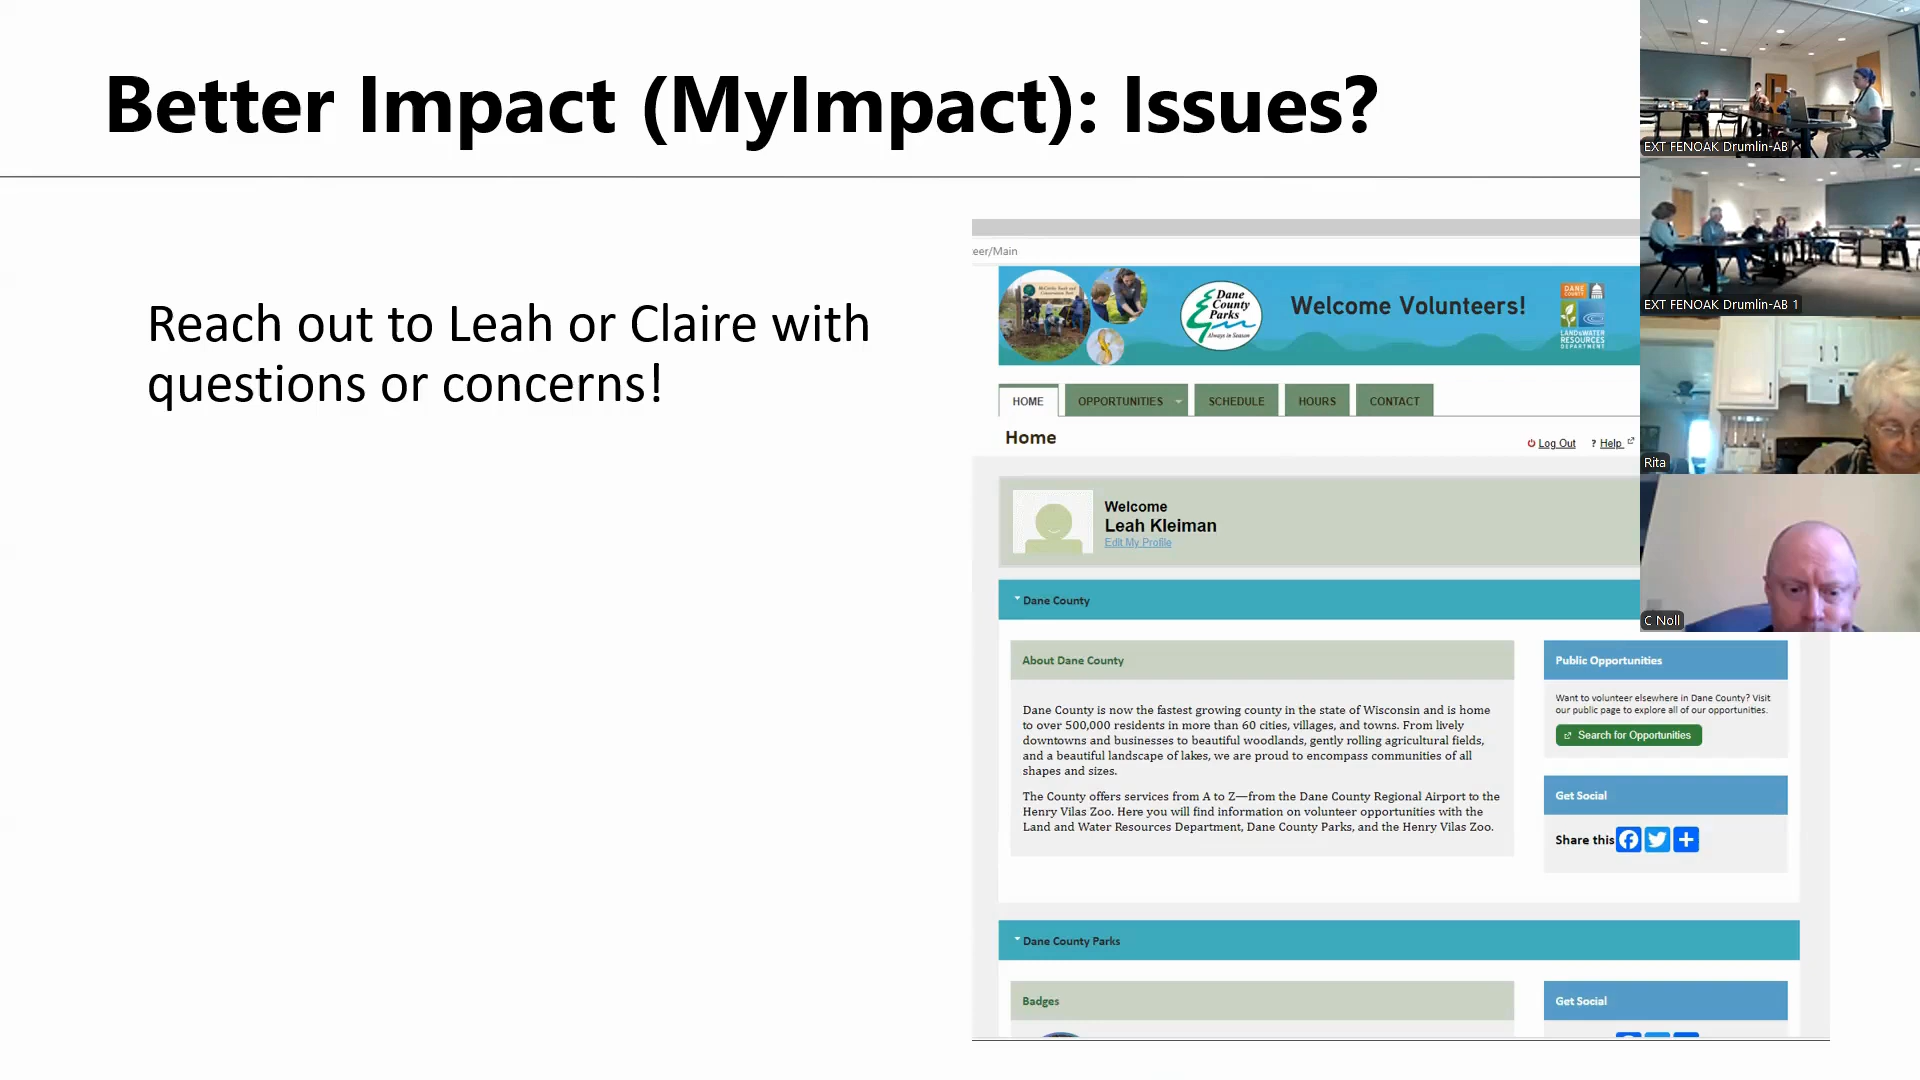 Better Impact (MyImpact): Issues?
Reach out to Leah or Claire with
questions or concerns!
eer/Main
Dane
County
Parks
Always in Season
Welcome Volunteers!
DANE
COUNTY
LAND & WATER
RESOURCES
DEPARTMENT
HOME
OPPORTUNITIES
SCHEDULE
HOURS
CONTACT
Home
Log Out
? Help
Welcome
Leah Kleiman
Edit My Profile
Dane County
About Dane County
Dane County is now the fastest growing county in the state of Wisconsin and is home
to over 500,000 residents in more than 60 cities, villages, and towns. From lively
downtowns and businesses to beautiful woodlands, gently rolling agricultural fields,
and a beautiful landscape of lakes, we are proud to encompass communities of all
shapes and sizes.
The County offers services from A to Z—from the Dane County Regional Airport to the
Henry Vilas Zoo. Here you will find information on volunteer opportunities with the
Land and Water Resources Department, Dane County Parks, and the Henry Vilas Zoo.
Public Opportunities
Want to volunteer elsewhere in Dane County? Visit
our public page to explore all of our opportunities.
Search for Opportunities
Get Social
Share this
Dane County Parks
Badges
Get Social
EXT FENOAK Drumlin-AB
EXT FENOAK Drumlin-AB 1
Rita
C Noll